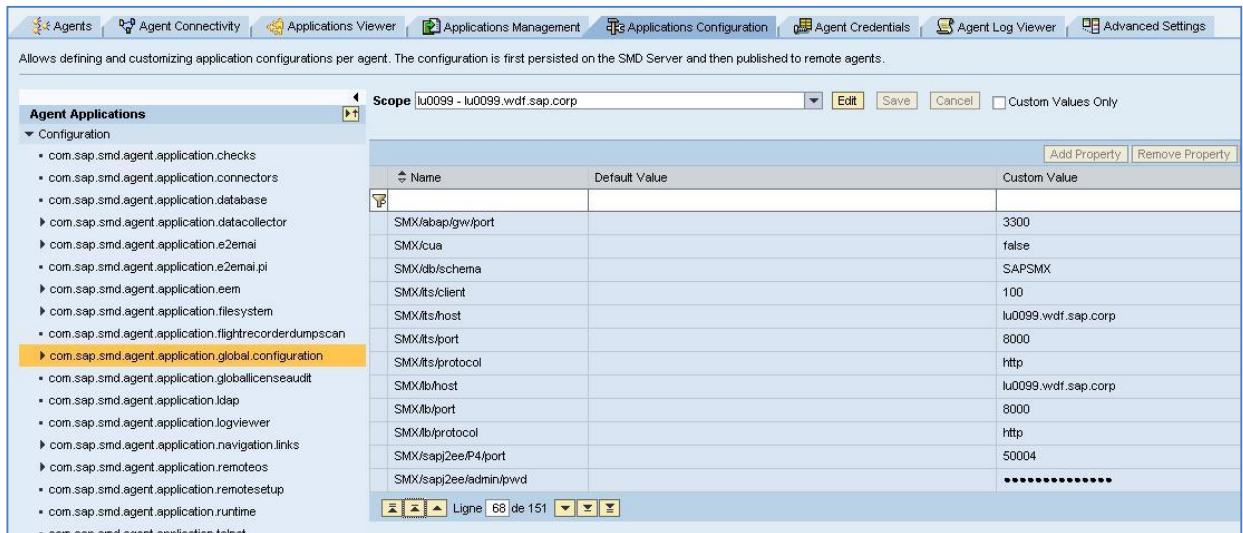 Agents Agent Connectivity Applications Viewer Applications Management Applications Configuration Agent Credentials Agent Log Viewer Advanced Settings
Allows defining and customizing application configurations per agent. The configuration is first persisted on the SMD Server and then published to remote agents.
Agent Applications
Configuration
com.sap.smd.agent.application.checks
com.sap.smd.agent.application.connectors
com.sap.smd.agent.application.database
com.sap.smd.agent.application.datacollector
com.sap.smd.agent.application.e2emai
com.sap.smd.agent.application.e2emai.pi
com.sap.smd.agent.application.eem
com.sap.smd.agent.application.filesystem
com.sap.smd.agent.application.flightrecorderdumpscan
com.sap.smd.agent.application.global.configuration
com.sap.smd.agent.application.globallicenseaudit
com.sap.smd.agent.application.ldap
com.sap.smd.agent.application.logviewer
com.sap.smd.agent.application.navigation.links
com.sap.smd.agent.application.remoteos
com.sap.smd.agent.application.remotesetup
com.sap.smd.agent.application.runtime
Scope lu0099 - lu0099.wdf.sap.corp Edit Save Cancel Custom Values Only
Add Property Remove Property
Name Default Value Custom Value
SMX/abap/gw/port 3300
SMX/cua false
SMX/db/schema SAPSMX
SMX/its/client 100
SMX/its/host lu0099.wdf.sap.corp
SMX/its/port 8000
SMX/its/protocol http
SMX/lb/host lu0099.wdf.sap.corp
SMX/lb/port 8000
SMX/lb/protocol http
SMX/sapj2ee/P4/port 50004
SMX/sapj2ee/admin/pwd ••••••••••••••
Ligne 68 de 151